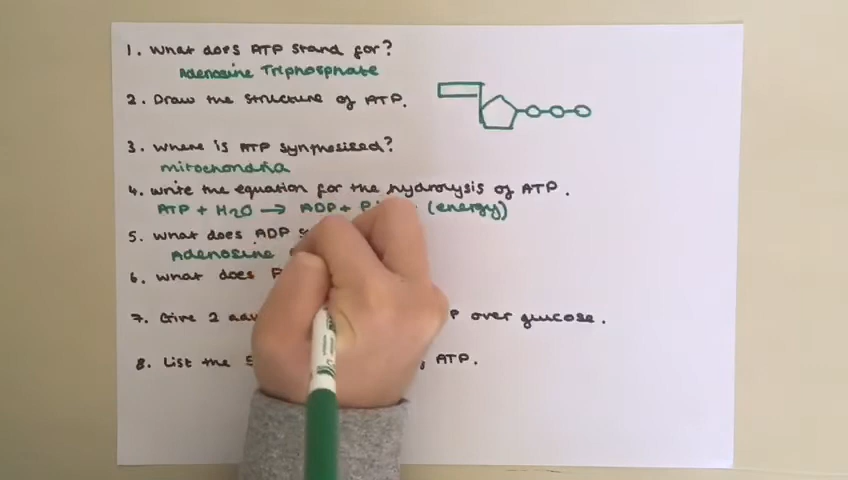 1. What does ATP stand for?
Adenosine Triphosphate
2. Draw the structure of ATP.
3. Where is ATP synthesised?
mitochondria
4. Write the equation for the hydrolysis of ATP.
ATP + H2O → ADP + (energy)
5. What does ADP
Adenosine
6. What does
7. Give 2 over glucose.
8. List the ATP.